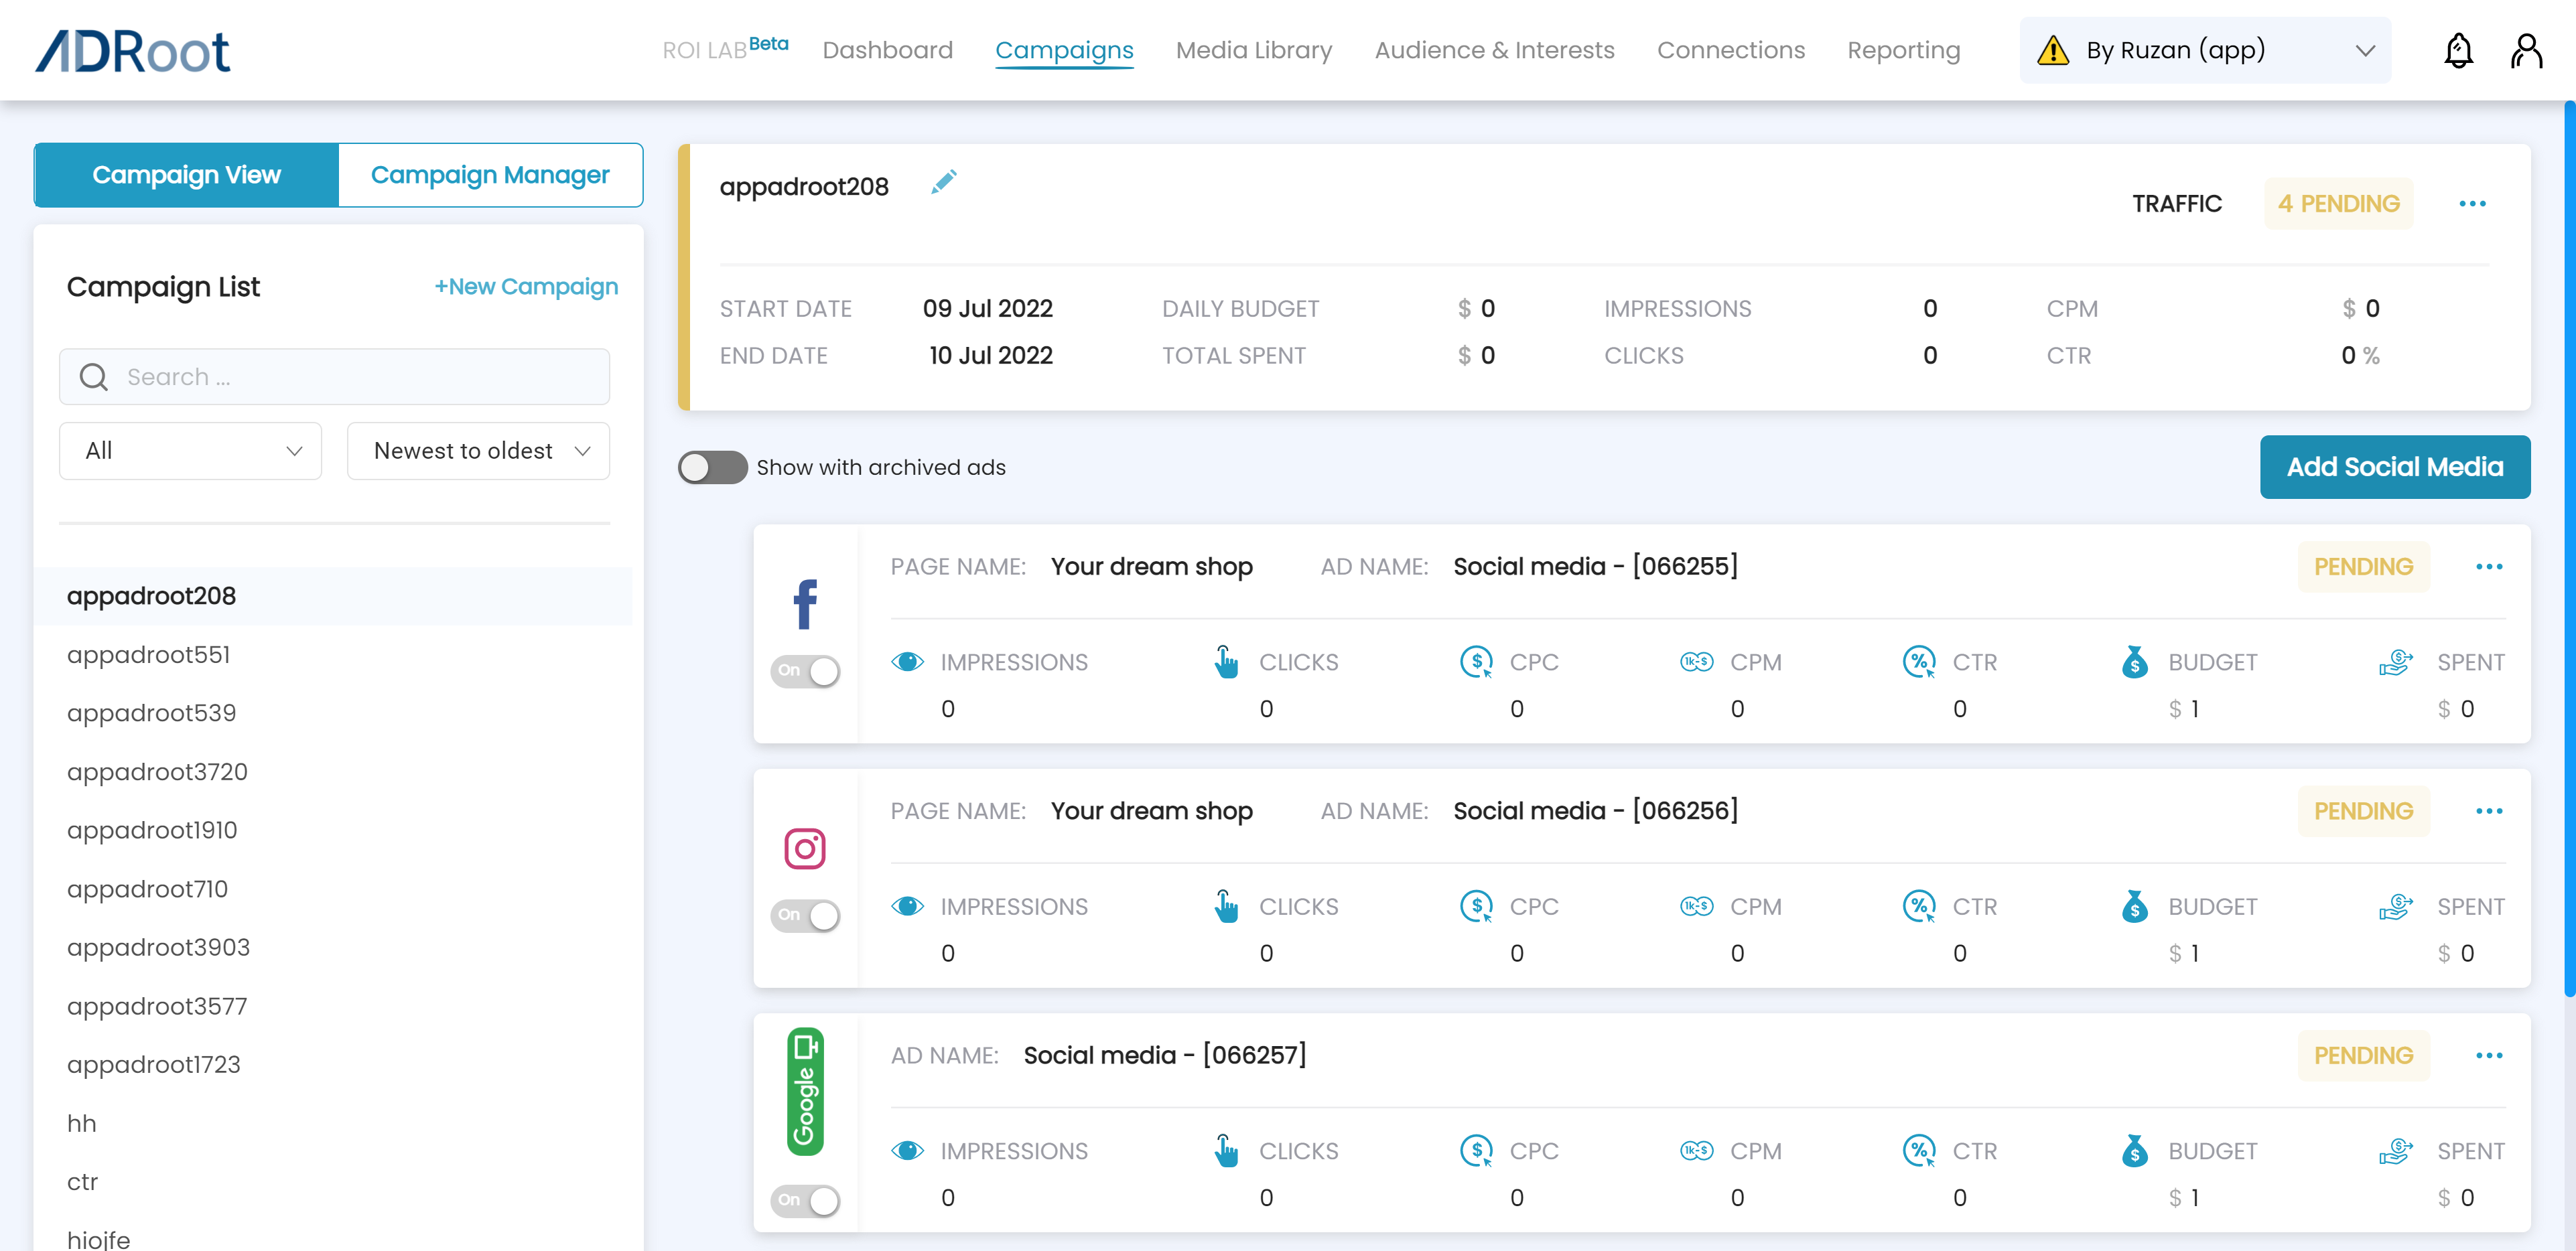 ADRoot
ROI LAB Beta
Dashboard
Campaigns
Media Library
Audience & Interests
Connections
Reporting
By Ruzan (app)
Campaign View
Campaign Manager
Campaign List
+New Campaign
Search ...
All
Newest to oldest
appadroot208
appadroot551
appadroot539
appadroot3720
appadroot1910
appadroot710
appadroot3903
appadroot3577
appadroot1723
hh
ctr
hiojfe
appadroot208
TRAFFIC
4 PENDING
START DATE 09 Jul 2022 DAILY BUDGET $ 0 IMPRESSIONS 0 CPM $ 0
END DATE 10 Jul 2022 TOTAL SPENT $ 0 CLICKS 0 CTR 0 %
Show with archived ads
Add Social Media
PAGE NAME: Your dream shop AD NAME: Social media - [066255] PENDING
On
IMPRESSIONS CLICKS $ CPC 1k-$ CPM % CTR $ BUDGET $ SPENT
0 0 0 0 0 $ 1 $ 0
PAGE NAME: Your dream shop AD NAME: Social media - [066256] PENDING
On
IMPRESSIONS CLICKS $ CPC 1k-$ CPM % CTR $ BUDGET $ SPENT
0 0 0 0 0 $ 1 $ 0
Google
AD NAME: Social media - [066257] PENDING
On
IMPRESSIONS CLICKS $ CPC 1k-$ CPM % CTR $ BUDGET $ SPENT
0 0 0 0 0 $ 1 $ 0